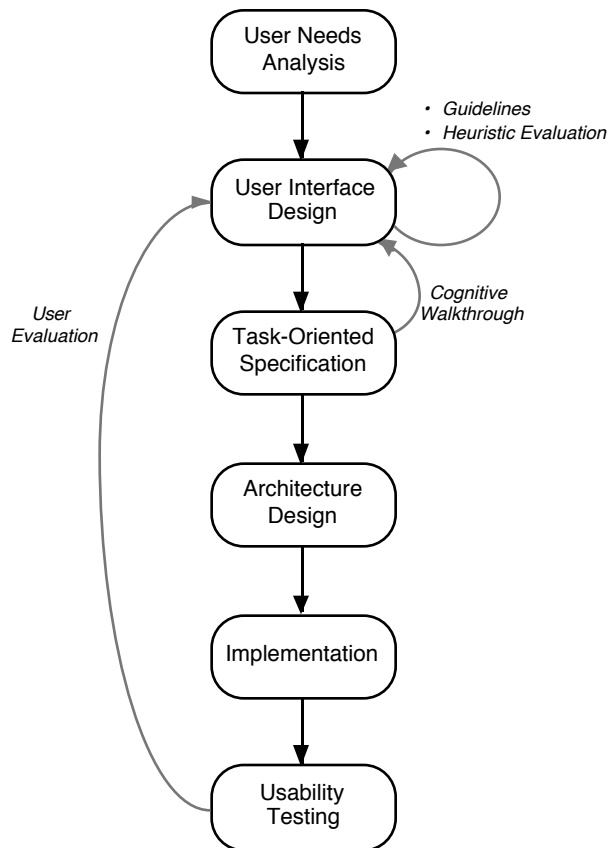 User Needs
Analysis
• Guidelines
• Heuristic Evaluation
User Interface
Design
User
Evaluation
Cognitive
Walkthrough
Task-Oriented
Specification
Architecture
Design
Implementation
Usability
Testing